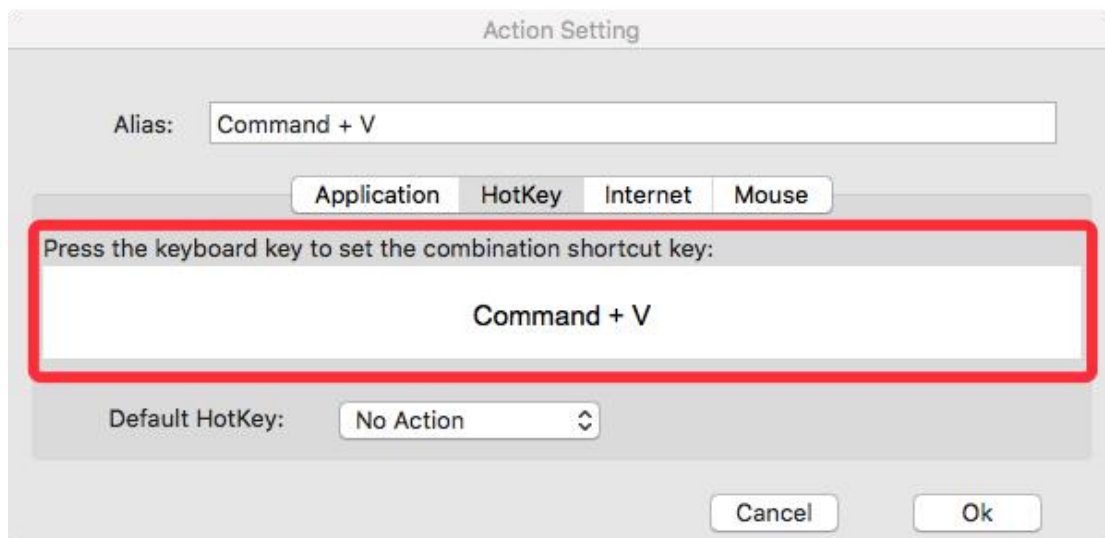 Action Setting
Alias: Command + V
Application HotKey Internet Mouse
Press the keyboard key to set the combination shortcut key:
Command + V
Default HotKey: No Action
Cancel Ok